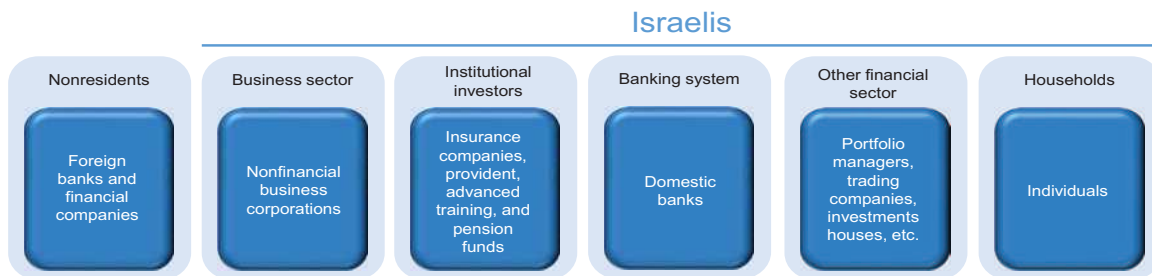 Israelis
Nonresidents
Foreign
banks and
financial
companies
Business sector
Nonfinancial
business
corporations
Institutional
investors
Insurance
companies,
provident,
advanced
training, and
pension
funds
Banking system
Domestic
banks
Other financial
sector
Portfolio
managers,
trading
companies,
investments
houses, etc.
Households
Individuals